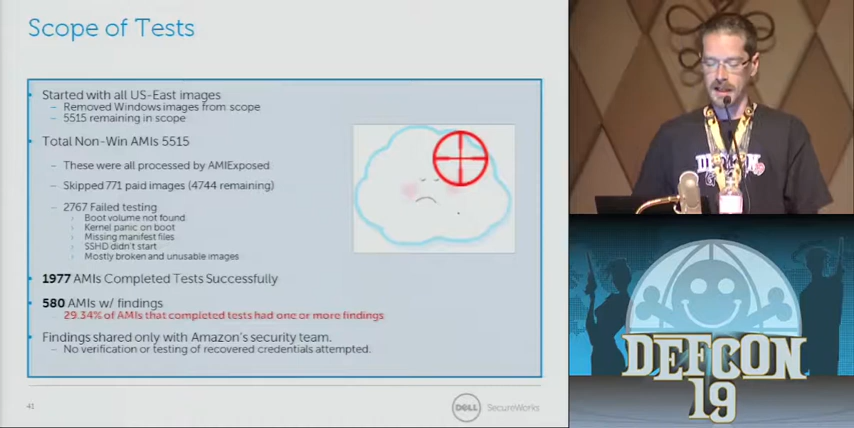 Scope of Tests
• Started with all US-East images
– Removed Windows images from scope
– 5515 remaining in scope
• Total Non-Win AMIs 5515
– These were all processed by AMIExposed
– Skipped 771 paid images (4744 remaining)
– 2767 Failed testing
› Boot volume not found
› Kernel panic on boot
› Missing manifest files
› SSHD didn't start
› Mostly broken and unusable images
• 1977 AMIs Completed Tests Successfully
• 580 AMIs w/ findings
– 29.34% of AMIs that completed tests had one or more findings
• Findings shared only with Amazon's security team.
– No verification or testing of recovered credentials attempted.
41
DELL SecureWorks
DEFCON
DEFCON
19